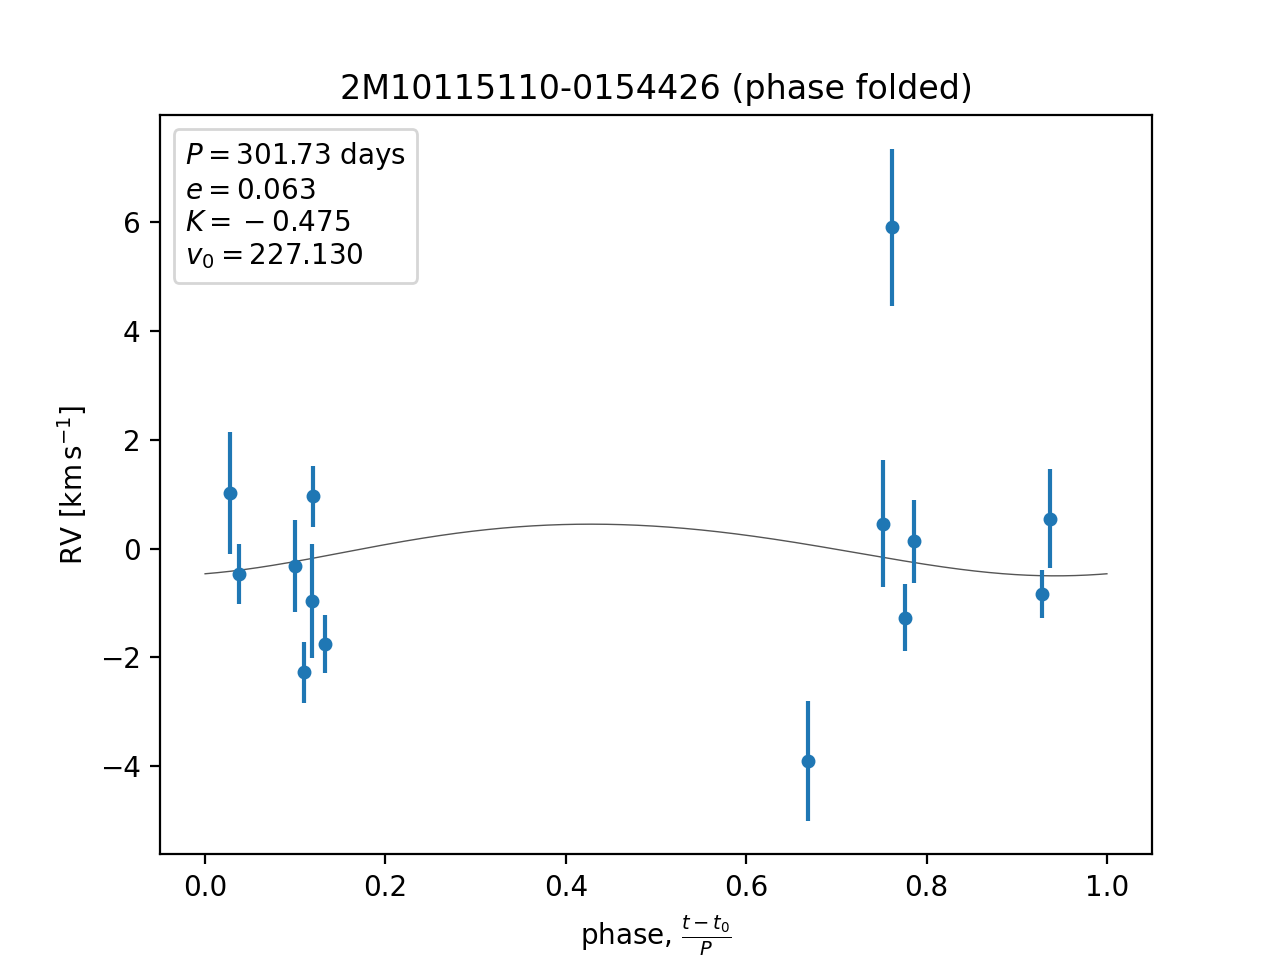 2M10115110-0154426 (phase folded)
P = 301.73 days
e = 0.063
K = −0.475
v₀ = 227.130
RV [km s⁻¹]
6
4
2
0
−2
−4
0.0 0.2 0.4 0.6 0.8 1.0
phase, (t − t₀)/P